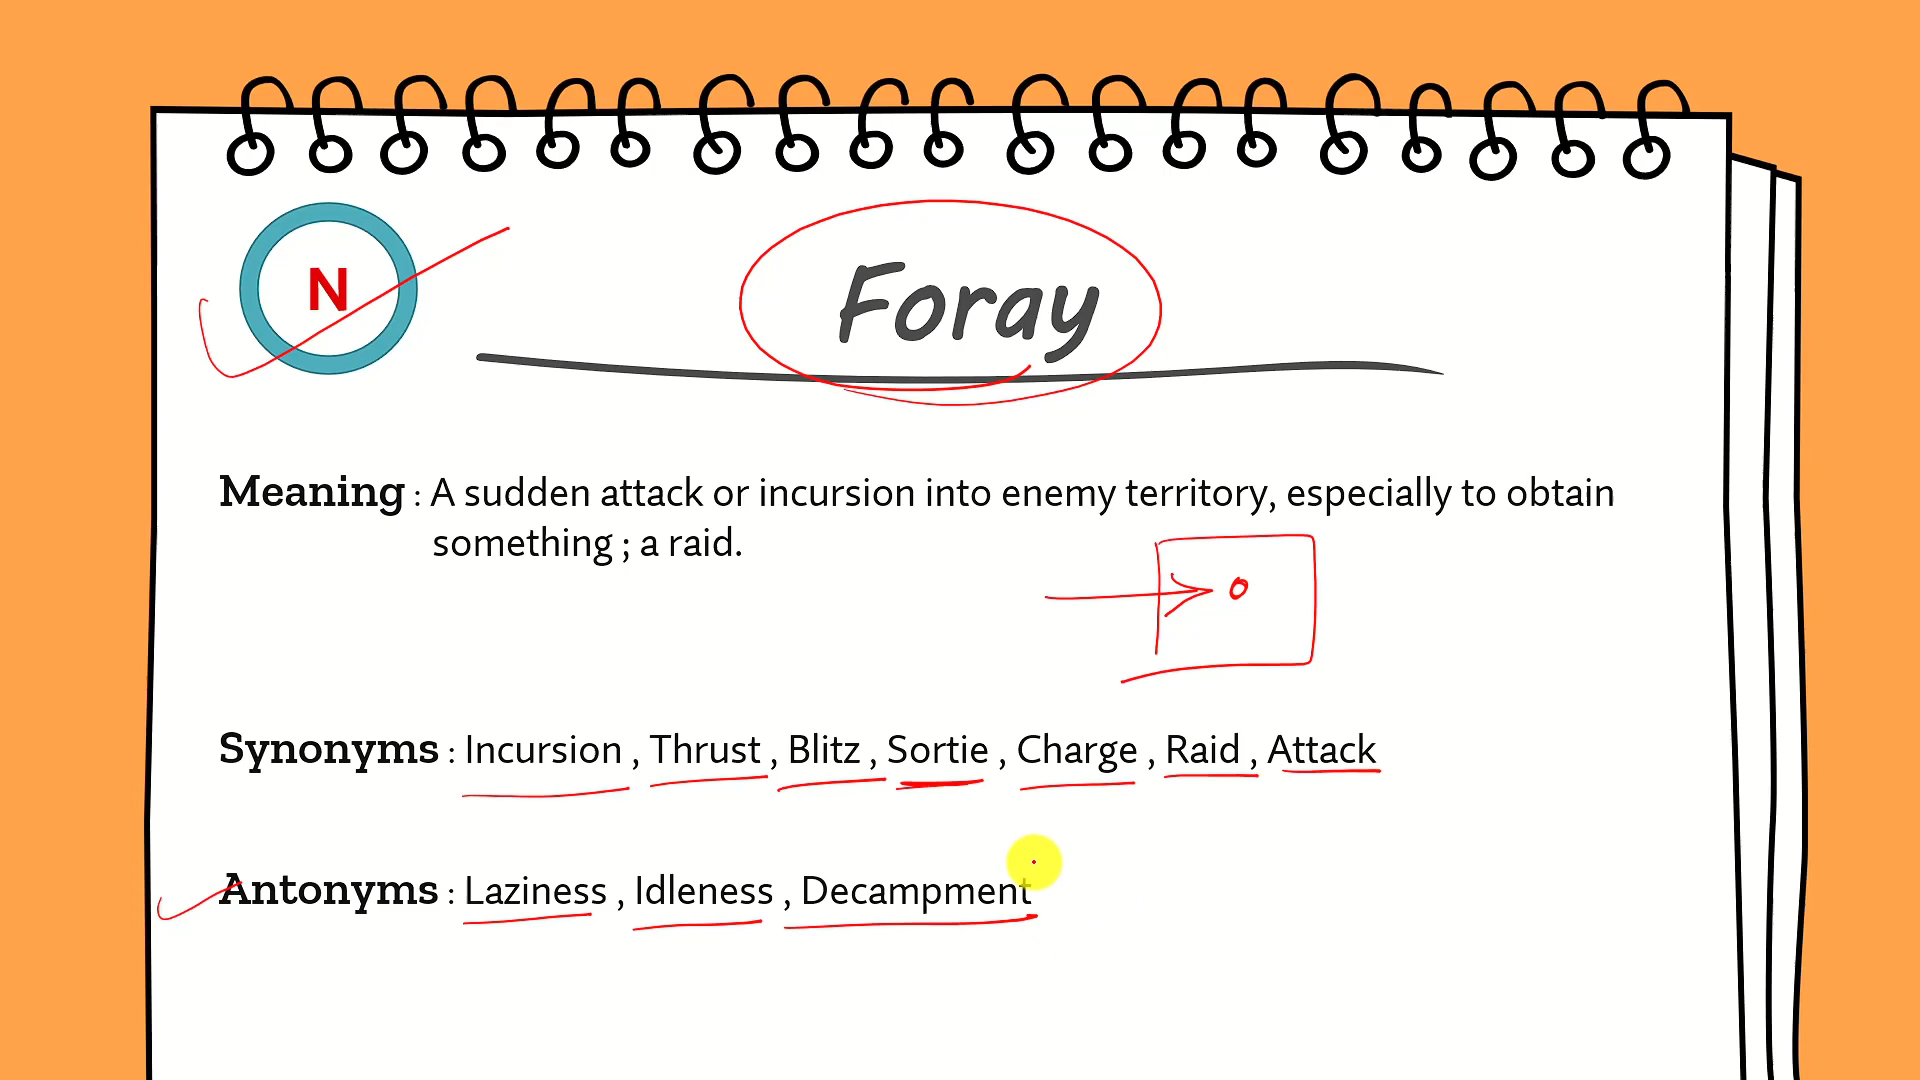 N
Foray
Meaning : A sudden attack or incursion into enemy territory, especially to obtain
something ; a raid.
Synonyms : Incursion , Thrust , Blitz , Sortie , Charge , Raid , Attack
Antonyms : Laziness , Idleness , Decampment